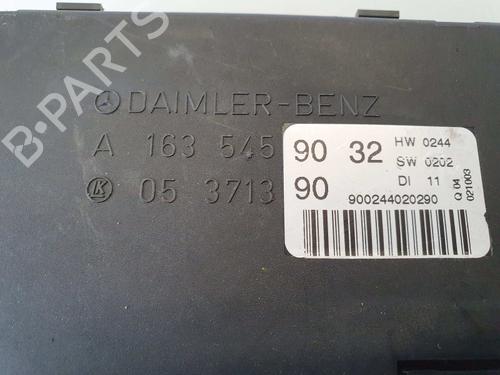 B-PARTS
DAIMLER-BENZ
A 163 545 90 32
HW 0244
SW 0202
LK 05 3713 90
DI 11
900244020290
Q 04
021003